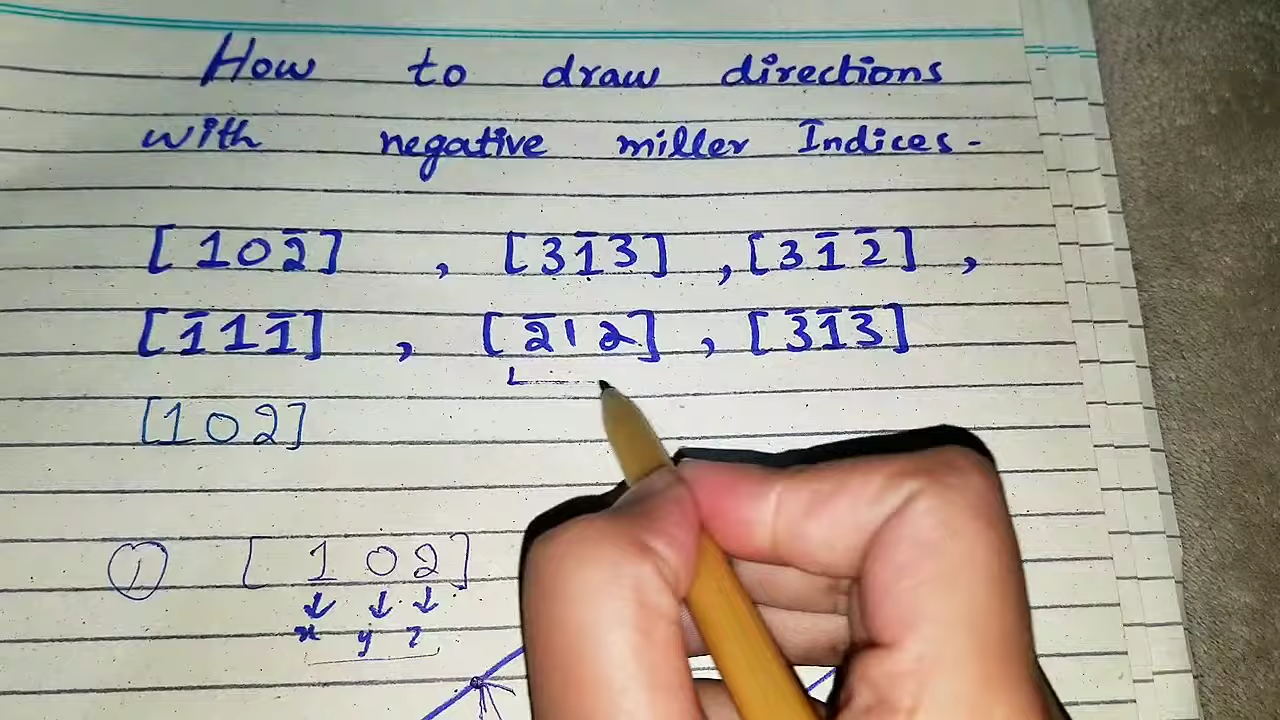 How to draw directions
with negative miller Indices-
[ 1 0 2̄ ] , [ 3 1̄ 3 ] , [ 3 1̄ 2̄ ] ,
[ 1̄ 1 1̄ ] , [ 2̄ 1 2 ] , [ 3̄ 1̄ 3̄ ]
[ 1 0 2 ]
① [ 1 0 2 ]
↓ ↓ ↓
x y z